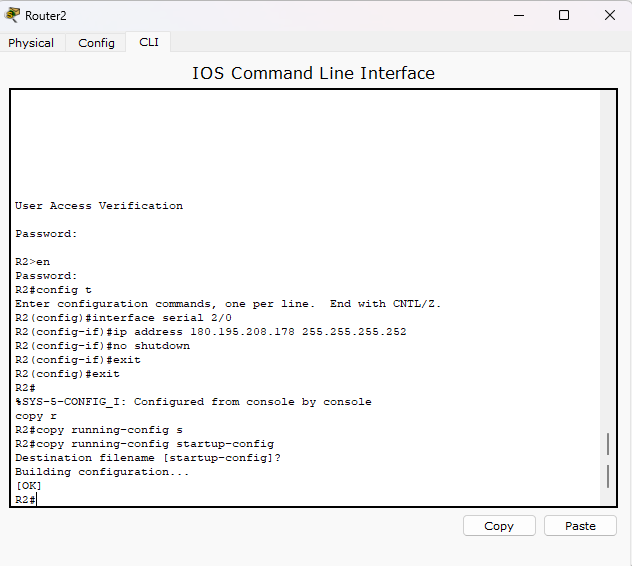 Router2
Physical Config CLI
IOS Command Line Interface
User Access Verification
Password:
R2>en
Password:
R2#config t
Enter configuration commands, one per line.  End with CNTL/Z.
R2(config)#interface serial 2/0
R2(config-if)#ip address 180.195.208.178 255.255.255.252
R2(config-if)#no shutdown
R2(config-if)#exit
R2(config)#exit
R2#
%SYS-5-CONFIG_I: Configured from console by console
copy r
R2#copy running-config s
R2#copy running-config startup-config
Destination filename [startup-config]?
Building configuration...
[OK]
R2#
Copy Paste